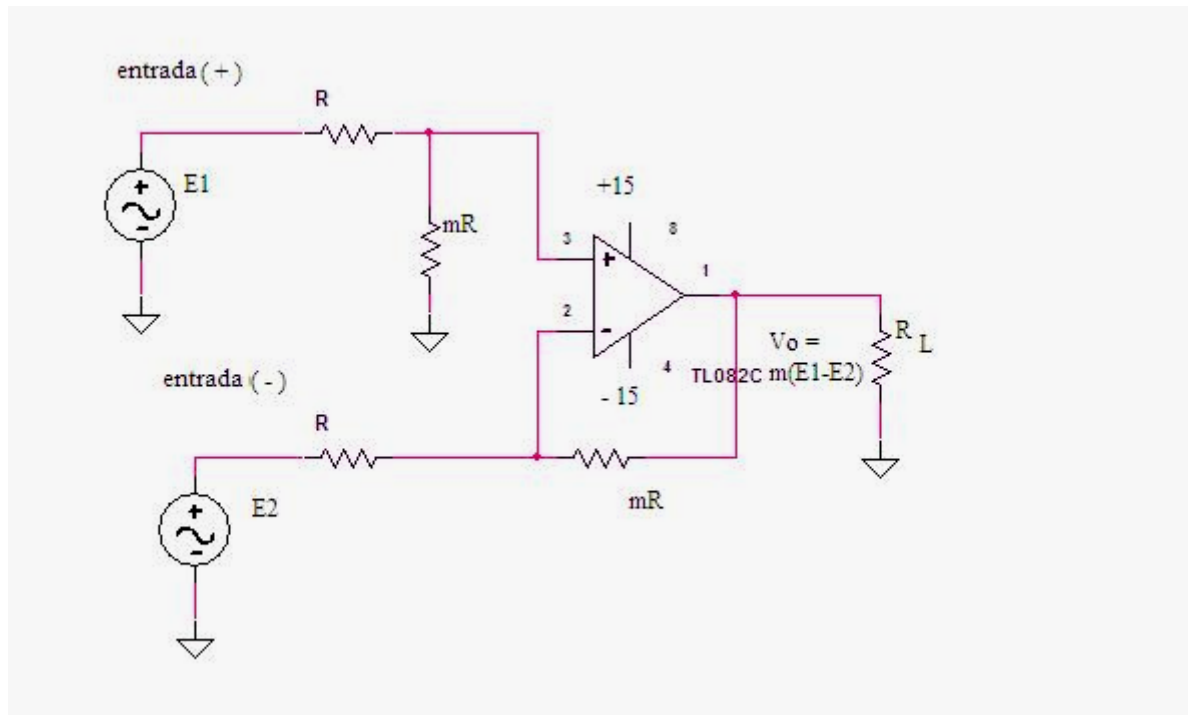 entrada ( + )
R
E1
+15
mR
8
3
1
2
Vo =
R L
4
TL082C m(E1-E2)
entrada ( - )
- 15
R
E2
mR